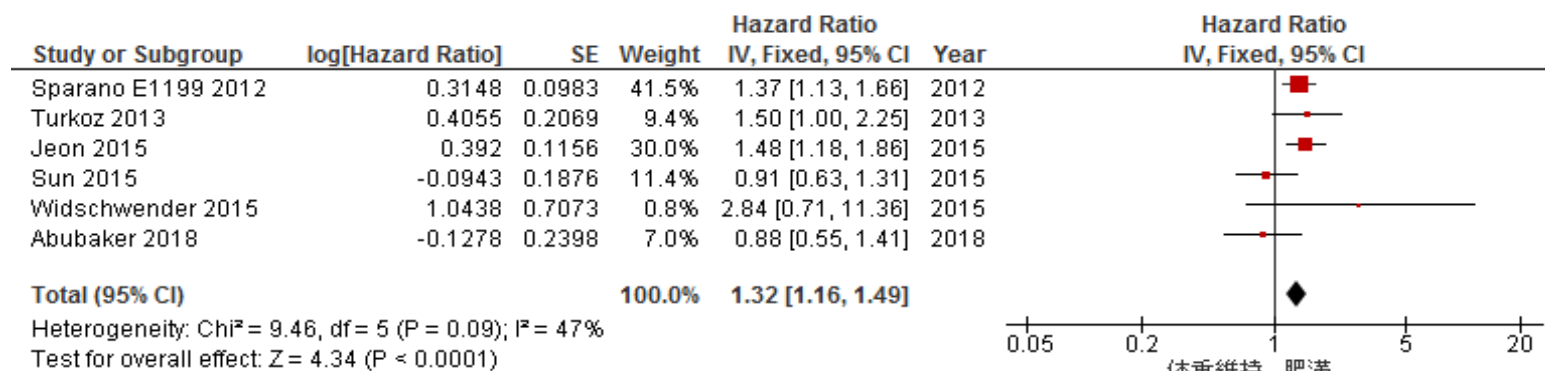 Hazard Ratio Hazard Ratio
Study or Subgroup log[Hazard Ratio] SE Weight IV, Fixed, 95% CI Year IV, Fixed, 95% CI
Sparano E1199 2012 0.3148 0.0983 41.5% 1.37 [1.13, 1.66] 2012
Turkoz 2013 0.4055 0.2069 9.4% 1.50 [1.00, 2.25] 2013
Jeon 2015 0.392 0.1156 30.0% 1.48 [1.18, 1.86] 2015
Sun 2015 -0.0943 0.1876 11.4% 0.91 [0.63, 1.31] 2015
Widschwender 2015 1.0438 0.7073 0.8% 2.84 [0.71, 11.36] 2015
Abubaker 2018 -0.1278 0.2398 7.0% 0.88 [0.55, 1.41] 2018
Total (95% CI) 100.0% 1.32 [1.16, 1.49]
Heterogeneity: Chi² = 9.46, df = 5 (P = 0.09); I² = 47%
Test for overall effect: Z = 4.34 (P < 0.0001)
0.05 0.2 1 5 20
体重維持 肥満